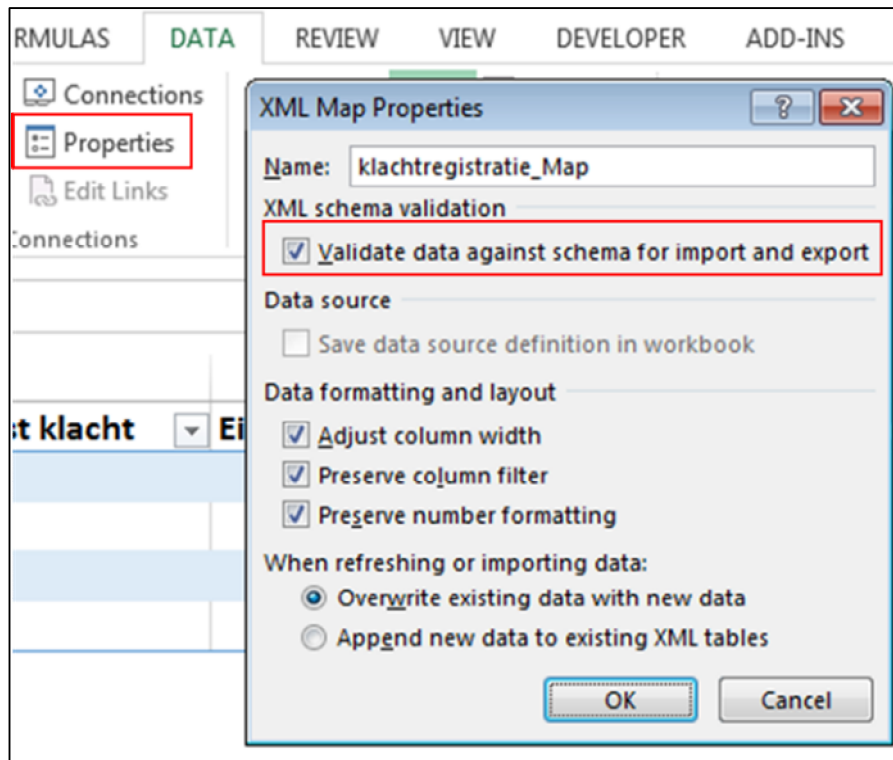 RMULAS DATA REVIEW VIEW DEVELOPER ADD-INS
Connections
Properties
Edit Links
Connections
XML Map Properties
Name: klachtregistratie_Map
XML schema validation
Validate data against schema for import and export
Data source
Save data source definition in workbook
Data formatting and layout
Adjust column width
Preserve column filter
Preserve number formatting
When refreshing or importing data:
Overwrite existing data with new data
Append new data to existing XML tables
OK Cancel
st klacht Ei